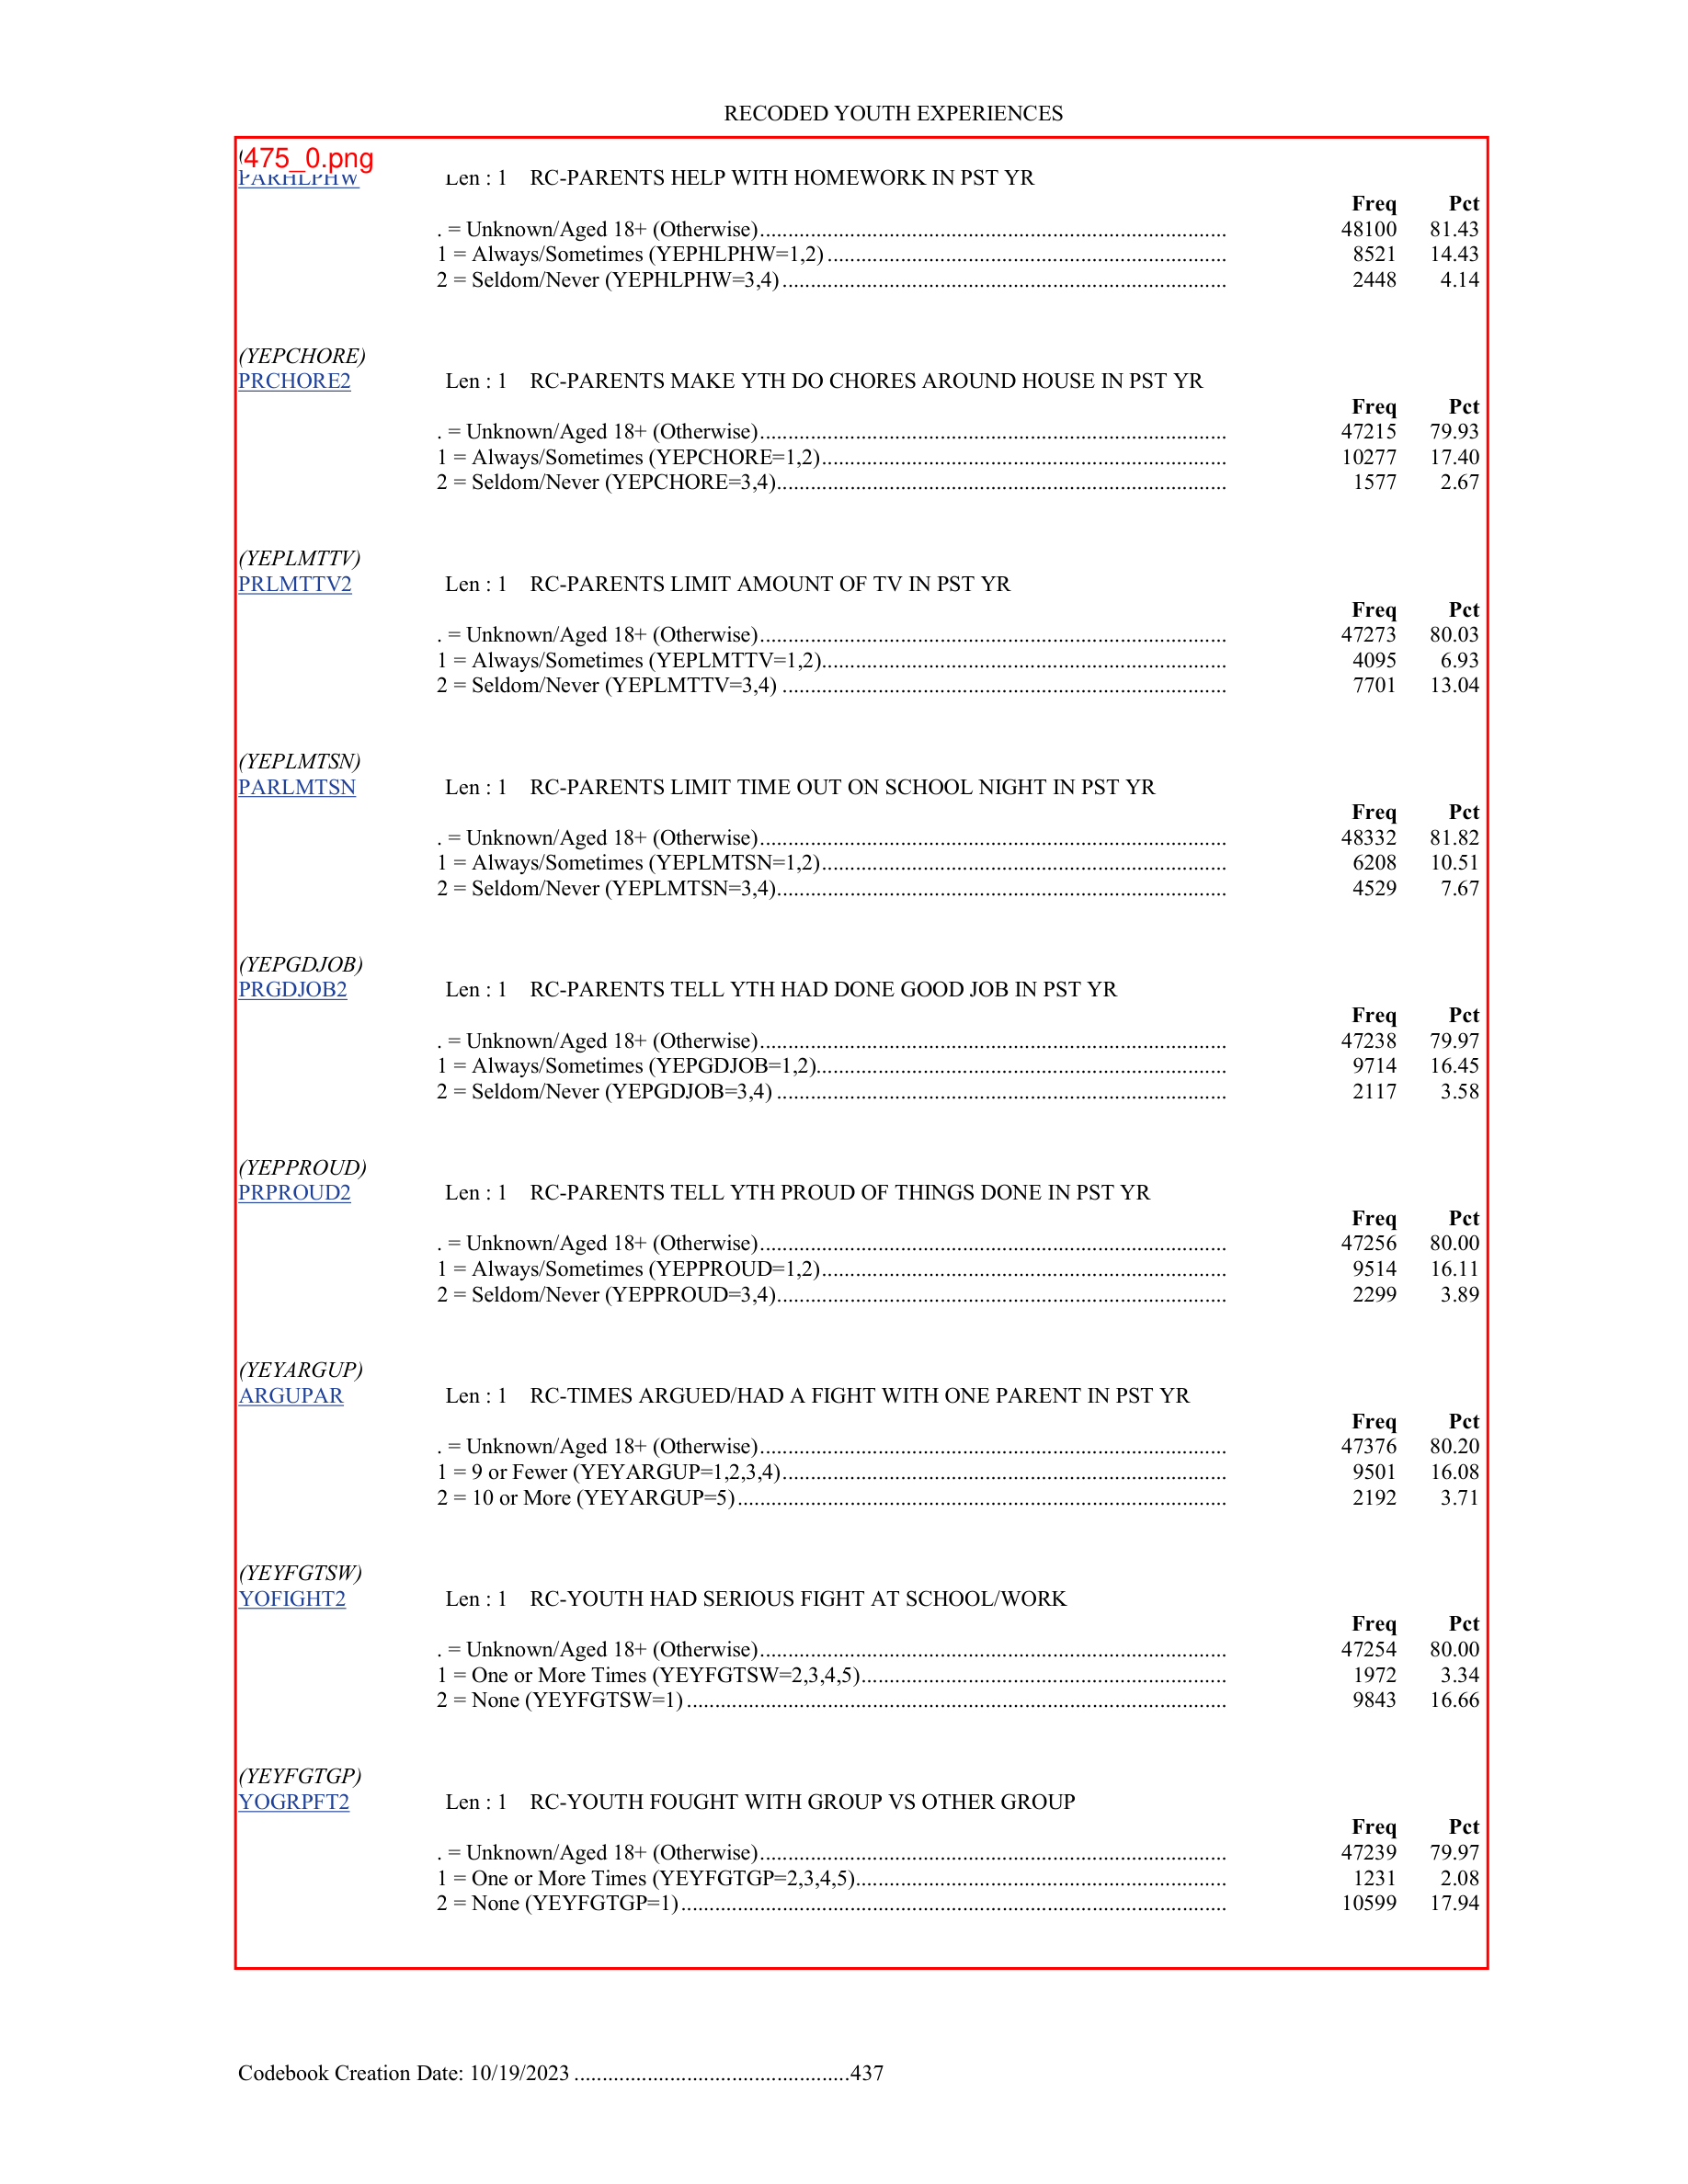 RECODED YOUTH EXPERIENCES
475_0.png
PARHLPHW Len : 1 RC-PARENTS HELP WITH HOMEWORK IN PST YR
Freq Pct
. = Unknown/Aged 18+ (Otherwise)................................................................................... 48100 81.43
1 = Always/Sometimes (YEPHLPHW=1,2)....................................................................... 8521 14.43
2 = Seldom/Never (YEPHLPHW=3,4)............................................................................... 2448 4.14
(YEPCHORE)
PRCHORE2 Len : 1 RC-PARENTS MAKE YTH DO CHORES AROUND HOUSE IN PST YR
Freq Pct
. = Unknown/Aged 18+ (Otherwise)................................................................................... 47215 79.93
1 = Always/Sometimes (YEPCHORE=1,2)........................................................................ 10277 17.40
2 = Seldom/Never (YEPCHORE=3,4)................................................................................ 1577 2.67
(YEPLMTTV)
PRLMTTV2 Len : 1 RC-PARENTS LIMIT AMOUNT OF TV IN PST YR
Freq Pct
. = Unknown/Aged 18+ (Otherwise)................................................................................... 47273 80.03
1 = Always/Sometimes (YEPLMTTV=1,2)........................................................................ 4095 6.93
2 = Seldom/Never (YEPLMTTV=3,4) ............................................................................... 7701 13.04
(YEPLMTSN)
PARLMTSN Len : 1 RC-PARENTS LIMIT TIME OUT ON SCHOOL NIGHT IN PST YR
Freq Pct
. = Unknown/Aged 18+ (Otherwise)................................................................................... 48332 81.82
1 = Always/Sometimes (YEPLMTSN=1,2)........................................................................ 6208 10.51
2 = Seldom/Never (YEPLMTSN=3,4)................................................................................ 4529 7.67
(YEPGDJOB)
PRGDJOB2 Len : 1 RC-PARENTS TELL YTH HAD DONE GOOD JOB IN PST YR
Freq Pct
. = Unknown/Aged 18+ (Otherwise)................................................................................... 47238 79.97
1 = Always/Sometimes (YEPGDJOB=1,2)......................................................................... 9714 16.45
2 = Seldom/Never (YEPGDJOB=3,4) ................................................................................ 2117 3.58
(YEPPROUD)
PRPROUD2 Len : 1 RC-PARENTS TELL YTH PROUD OF THINGS DONE IN PST YR
Freq Pct
. = Unknown/Aged 18+ (Otherwise)................................................................................... 47256 80.00
1 = Always/Sometimes (YEPPROUD=1,2)........................................................................ 9514 16.11
2 = Seldom/Never (YEPPROUD=3,4)................................................................................ 2299 3.89
(YEYARGUP)
ARGUPAR Len : 1 RC-TIMES ARGUED/HAD A FIGHT WITH ONE PARENT IN PST YR
Freq Pct
. = Unknown/Aged 18+ (Otherwise)................................................................................... 47376 80.20
1 = 9 or Fewer (YEYARGUP=1,2,3,4)............................................................................... 9501 16.08
2 = 10 or More (YEYARGUP=5)....................................................................................... 2192 3.71
(YEYFGTSW)
YOFIGHT2 Len : 1 RC-YOUTH HAD SERIOUS FIGHT AT SCHOOL/WORK
Freq Pct
. = Unknown/Aged 18+ (Otherwise)................................................................................... 47254 80.00
1 = One or More Times (YEYFGTSW=2,3,4,5)................................................................. 1972 3.34
2 = None (YEYFGTSW=1)................................................................................................ 9843 16.66
(YEYFGTGP)
YOGRPFT2 Len : 1 RC-YOUTH FOUGHT WITH GROUP VS OTHER GROUP
Freq Pct
. = Unknown/Aged 18+ (Otherwise)................................................................................... 47239 79.97
1 = One or More Times (YEYFGTGP=2,3,4,5).................................................................. 1231 2.08
2 = None (YEYFGTGP=1)................................................................................................. 10599 17.94
Codebook Creation Date: 10/19/2023 .................................................437